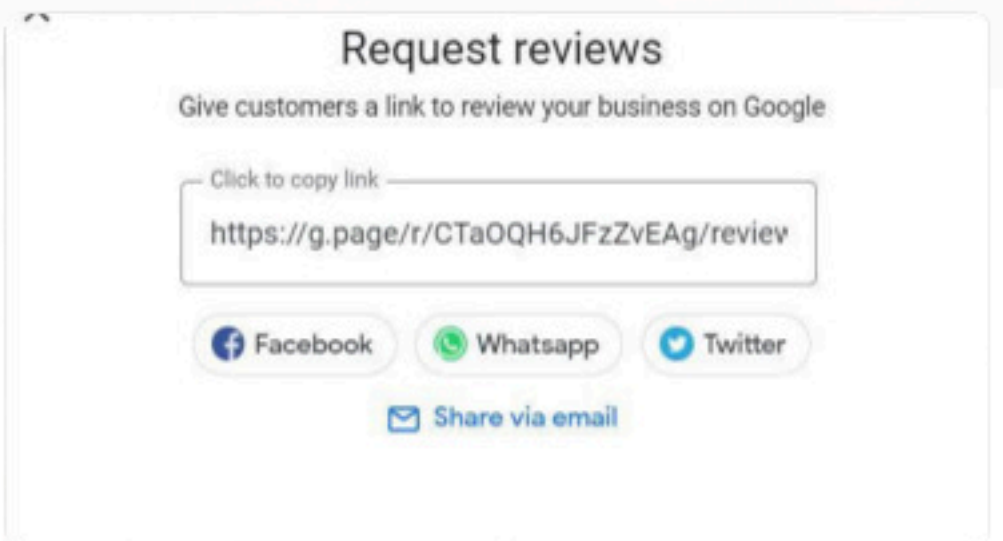 Request reviews
Give customers a link to review your business on Google
Click to copy link
https://g.page/r/CTaOQH6JFzZvEAg/review
Facebook Whatsapp Twitter
Share via email